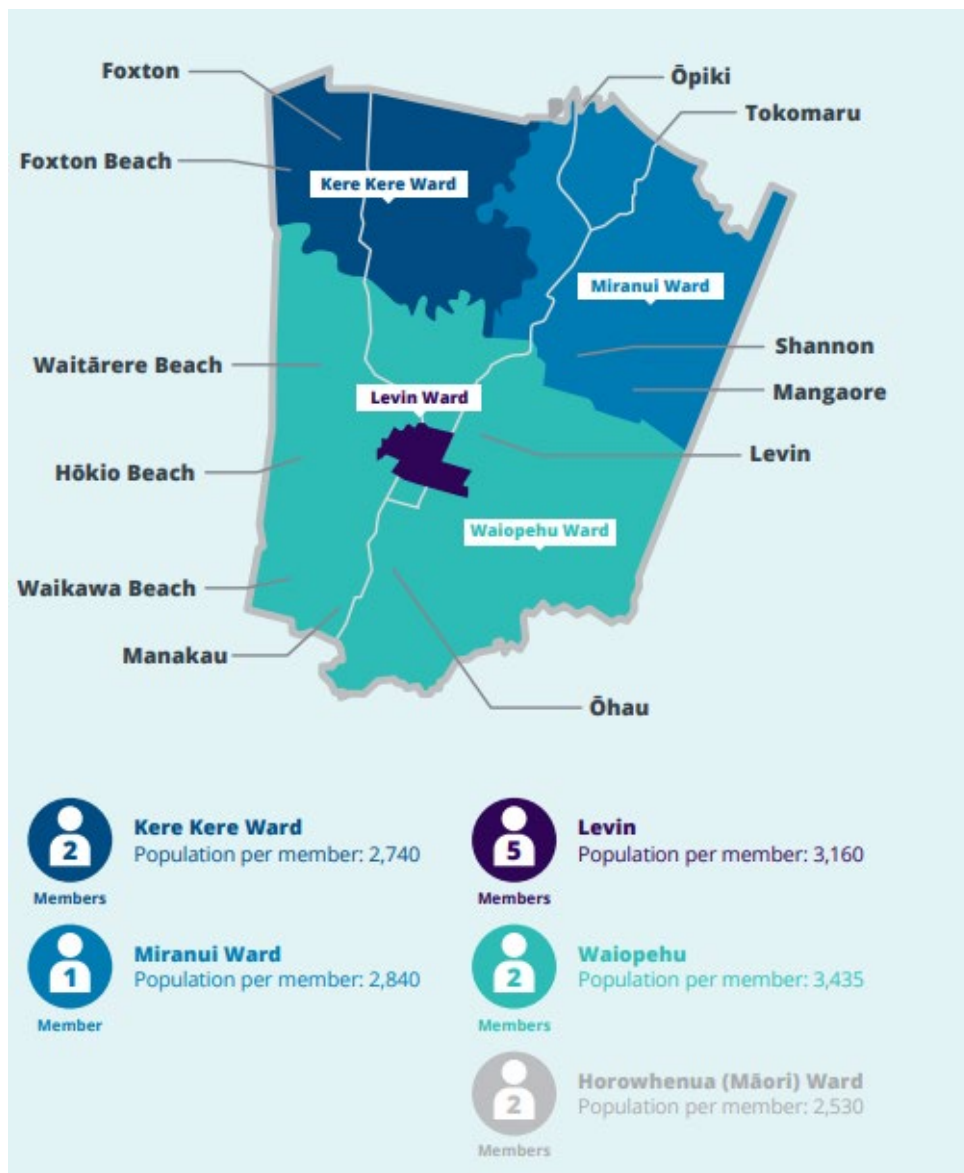 Foxton
Ōpiki
Tokomaru
Foxton Beach
Kere Kere Ward
Miranui Ward
Shannon
Waitārere Beach
Mangaore
Levin Ward
Levin
Hōkio Beach
Waiopehu Ward
Waikawa Beach
Manakau
Ōhau
2
Members
Kere Kere Ward
Population per member: 2,740
5
Members
Levin
Population per member: 3,160
1
Member
Miranui Ward
Population per member: 2,840
2
Members
Waiopehu
Population per member: 3,435
2
Members
Horowhenua (Māori) Ward
Population per member: 2,530